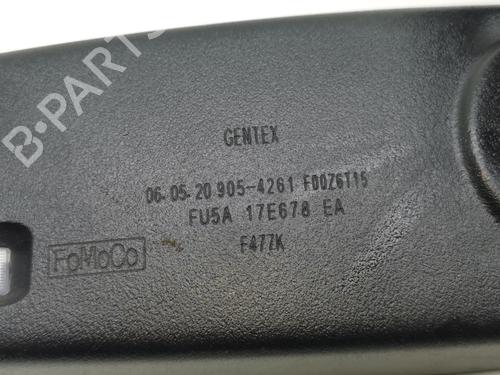 B-PARTS
GENTEX
06.05.20 905-4261 F00Z6T15
FU5A 17E678 EA
F477K
FoMoCo